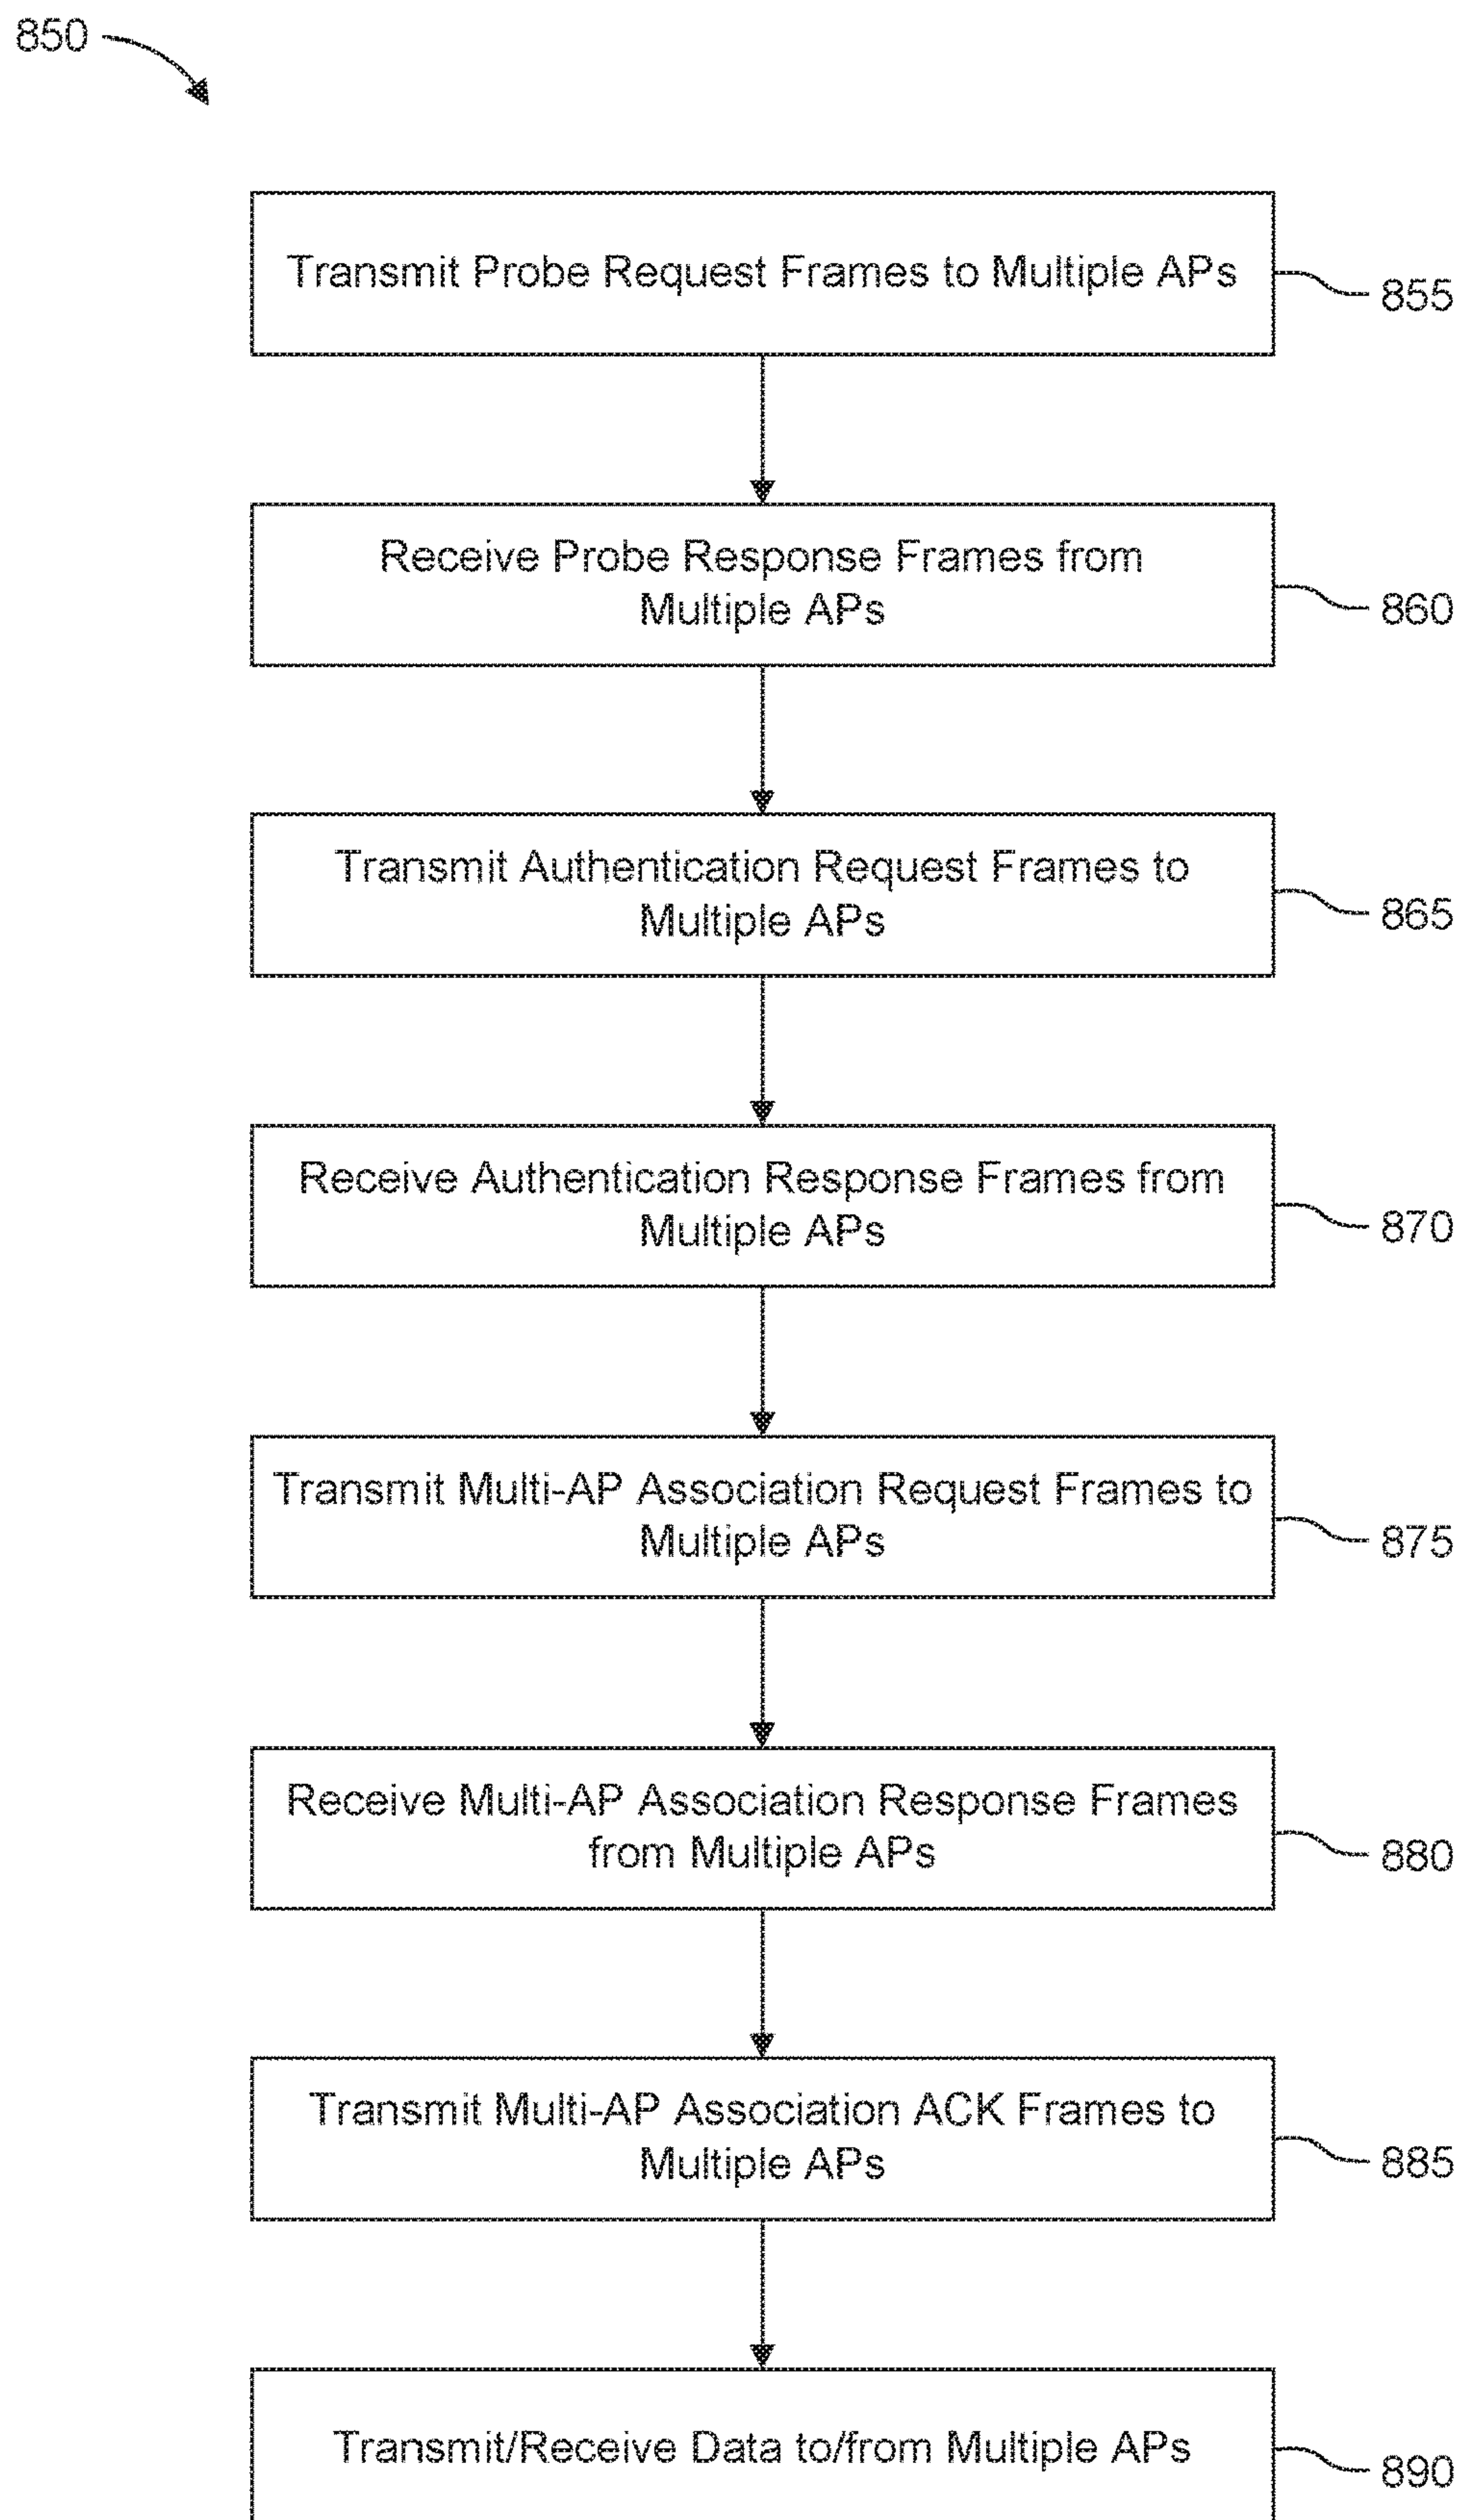 850
Transmit Probe Request Frames to Multiple APs
855
Receive Probe Response Frames from
Multiple APs
860
Transmit Authentication Request Frames to
Multiple APs
865
Receive Authentication Response Frames from
Multiple APs
870
Transmit Multi-AP Association Request Frames to
Multiple APs
875
Receive Multi-AP Association Response Frames
from Multiple APs
880
Transmit Multi-AP Association ACK Frames to
Multiple APs
885
Transmit/Receive Data to/from Multiple APs
890